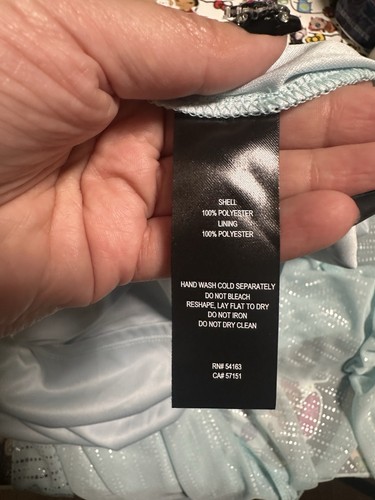 SHELL
100% POLYESTER
LINING
100% POLYESTER
HAND WASH COLD SEPARATELY
DO NOT BLEACH
RESHAPE, LAY FLAT TO DRY
DO NOT IRON
DO NOT DRY CLEAN
RN# 54163
CA# 57151